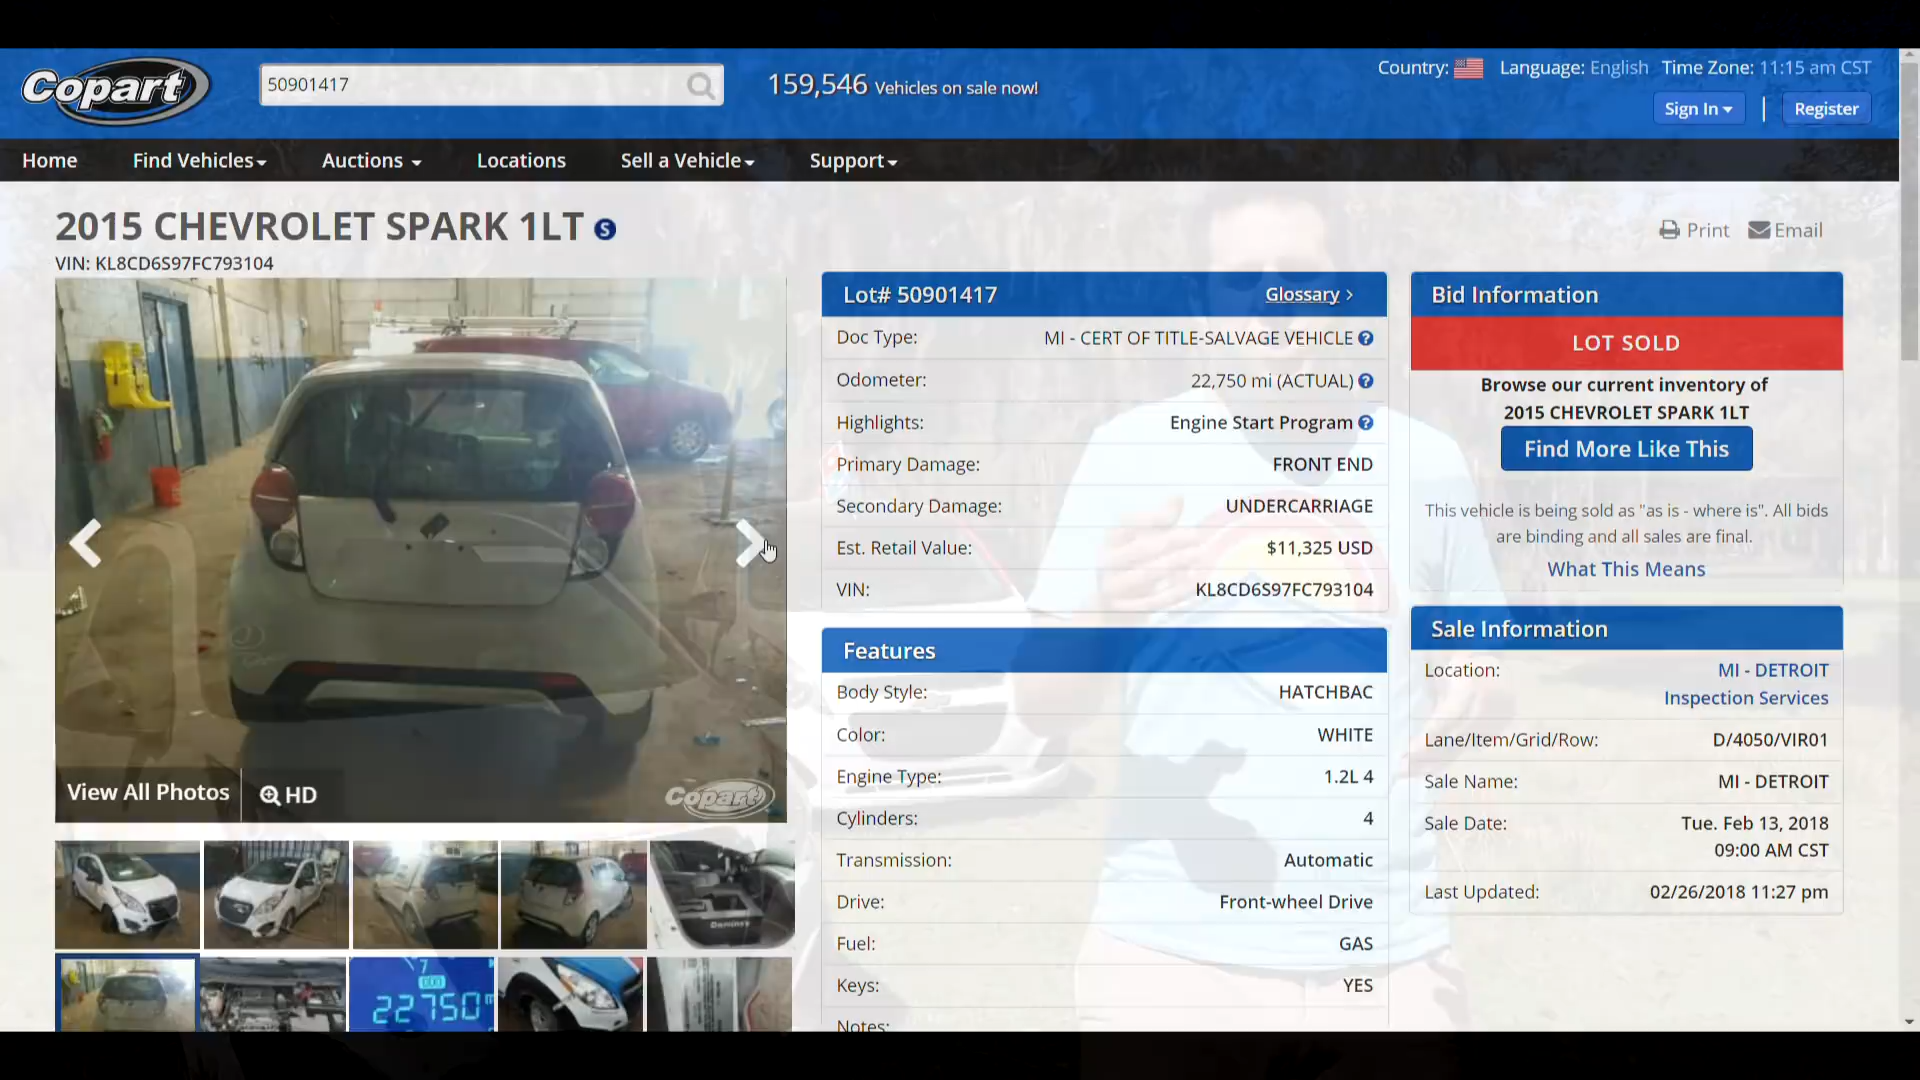 Copart
50901417
159,546 Vehicles on sale now!
Country:
Language: English
Time Zone: 11:15 am CST
Sign In
Register
Home
Find Vehicles
Auctions
Locations
Sell a Vehicle
Support
2015 CHEVROLET SPARK 1LT S
Print
Email
VIN: KL8CD6S97FC793104
View All Photos
HD
Copart
22750
Lot# 50901417
Glossary
Doc Type: MI - CERT OF TITLE-SALVAGE VEHICLE ?
Odometer: 22,750 mi (ACTUAL) ?
Highlights: Engine Start Program ?
Primary Damage: FRONT END
Secondary Damage: UNDERCARRIAGE
Est. Retail Value: $11,325 USD
VIN: KL8CD6S97FC793104
Features
Body Style: HATCHBAC
Color: WHITE
Engine Type: 1.2L 4
Cylinders: 4
Transmission: Automatic
Drive: Front-wheel Drive
Fuel: GAS
Keys: YES
Notes:
Bid Information
LOT SOLD
Browse our current inventory of
2015 CHEVROLET SPARK 1LT
Find More Like This
This vehicle is being sold as "as is - where is". All bids
are binding and all sales are final.
What This Means
Sale Information
Location: MI - DETROIT
Inspection Services
Lane/Item/Grid/Row: D/4050/VIR01
Sale Name: MI - DETROIT
Sale Date: Tue. Feb 13, 2018
09:00 AM CST
Last Updated: 02/26/2018 11:27 pm